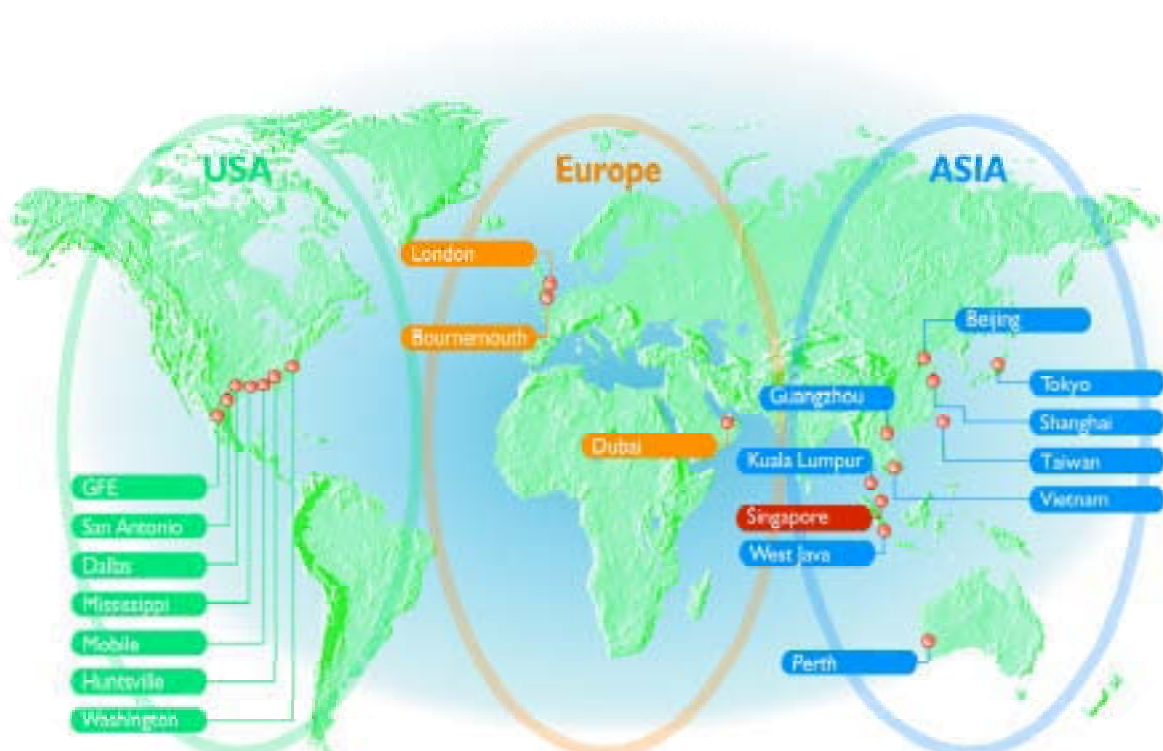 USA
Europe
ASIA
London
Bournemouth
Dubai
Beijing
Tokyo
Guangzhou
Shanghai
Kuala Lumpur
Taiwan
Vietnam
Singapore
West Java
Perth
GFE
San Antonio
Dallas
Mississippi
Mobile
Huntsville
Washington